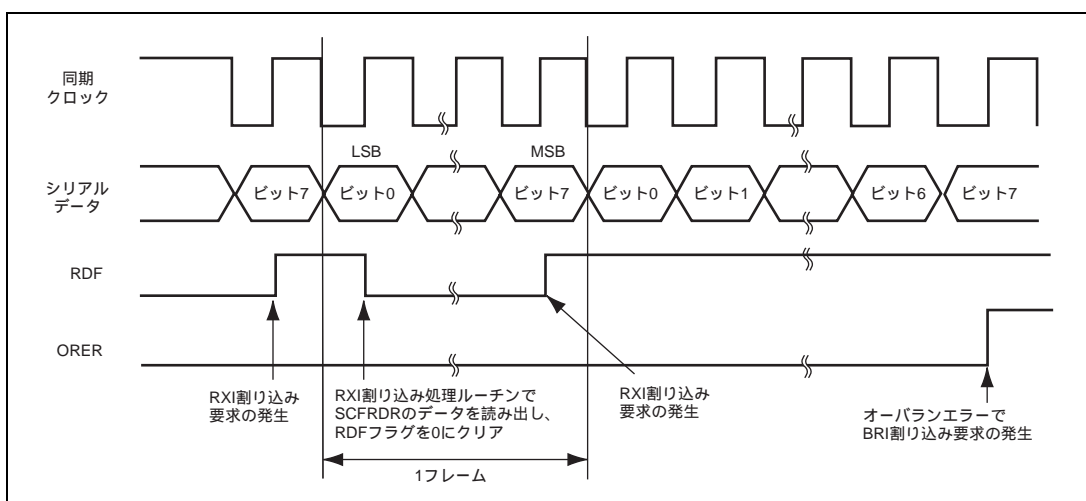 同期
クロック
LSB
MSB
シリアル
データ
ビット7
ビット0
ビット7
ビット0
ビット1
ビット6
ビット7
RDF
ORER
RXI割り込み
要求の発生
RXI割り込み処理ルーチンで
SCFRDRのデータを読み出し、
RDFフラグを0にクリア
RXI割り込み
要求の発生
オーバランエラーで
BRI割り込み要求の発生
1フレーム